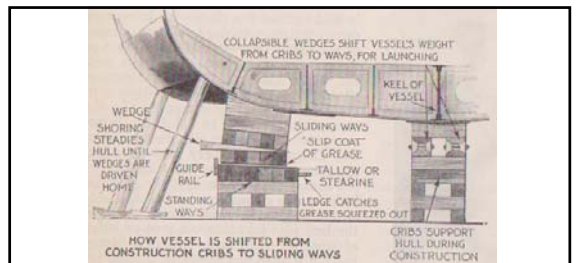 COLLAPSIBLE WEDGES SHIFT VESSEL'S WEIGHT
FROM CRIBS TO WAYS, FOR LAUNCHING
KEEL OF
VESSEL
WEDGE
SHORING
STEADIES
HULL UNTIL
WEDGES ARE
DRIVEN
HOME
SLIDING WAYS
"SLIP COAT"
OF GREASE
GUIDE
RAIL
TALLOW OR
STEARINE
STANDING
WAYS
LEDGE CATCHES
GREASE SQUEEZED OUT
CRIBS SUPPORT
HULL DURING
CONSTRUCTION
HOW VESSEL IS SHIFTED FROM
CONSTRUCTION CRIBS TO SLIDING WAYS